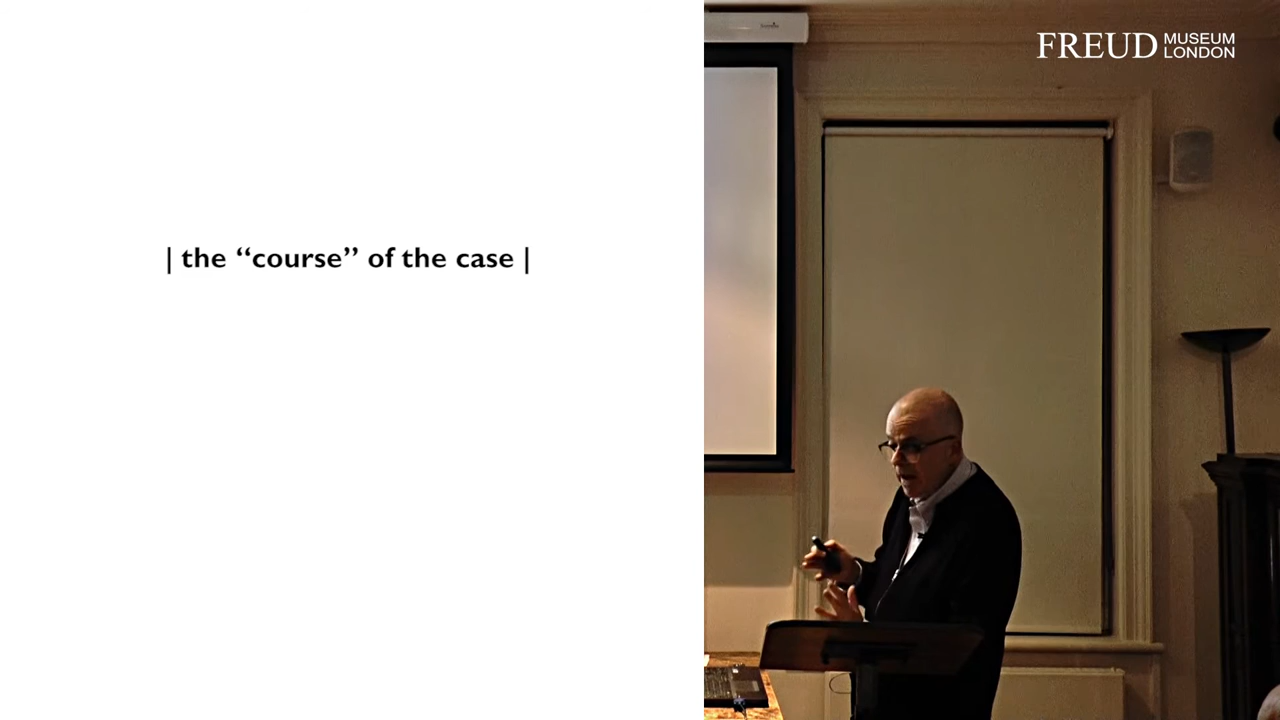 | the “course” of the case |
FREUD MUSEUM
LONDON